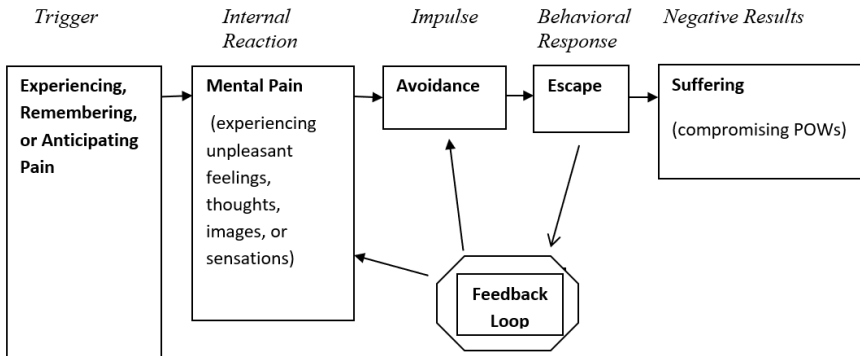 Trigger
Internal
Reaction
Impulse
Behavioral
Response
Negative Results
Experiencing,
Remembering,
or Anticipating
Pain
Mental Pain
(experiencing
unpleasant
feelings,
thoughts,
images, or
sensations)
Avoidance
Escape
Suffering
(compromising POWs)
Feedback
Loop